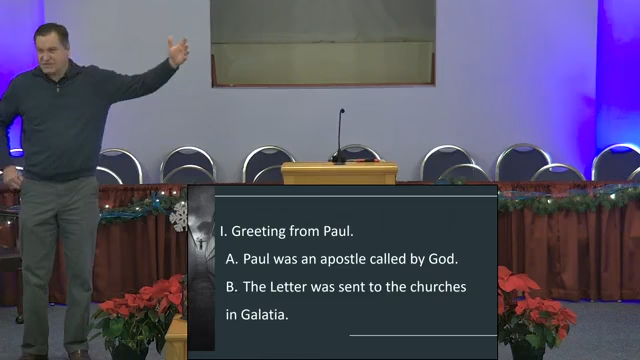 I. Greeting from Paul.
A. Paul was an apostle called by God.
B. The Letter was sent to the churches
in Galatia.